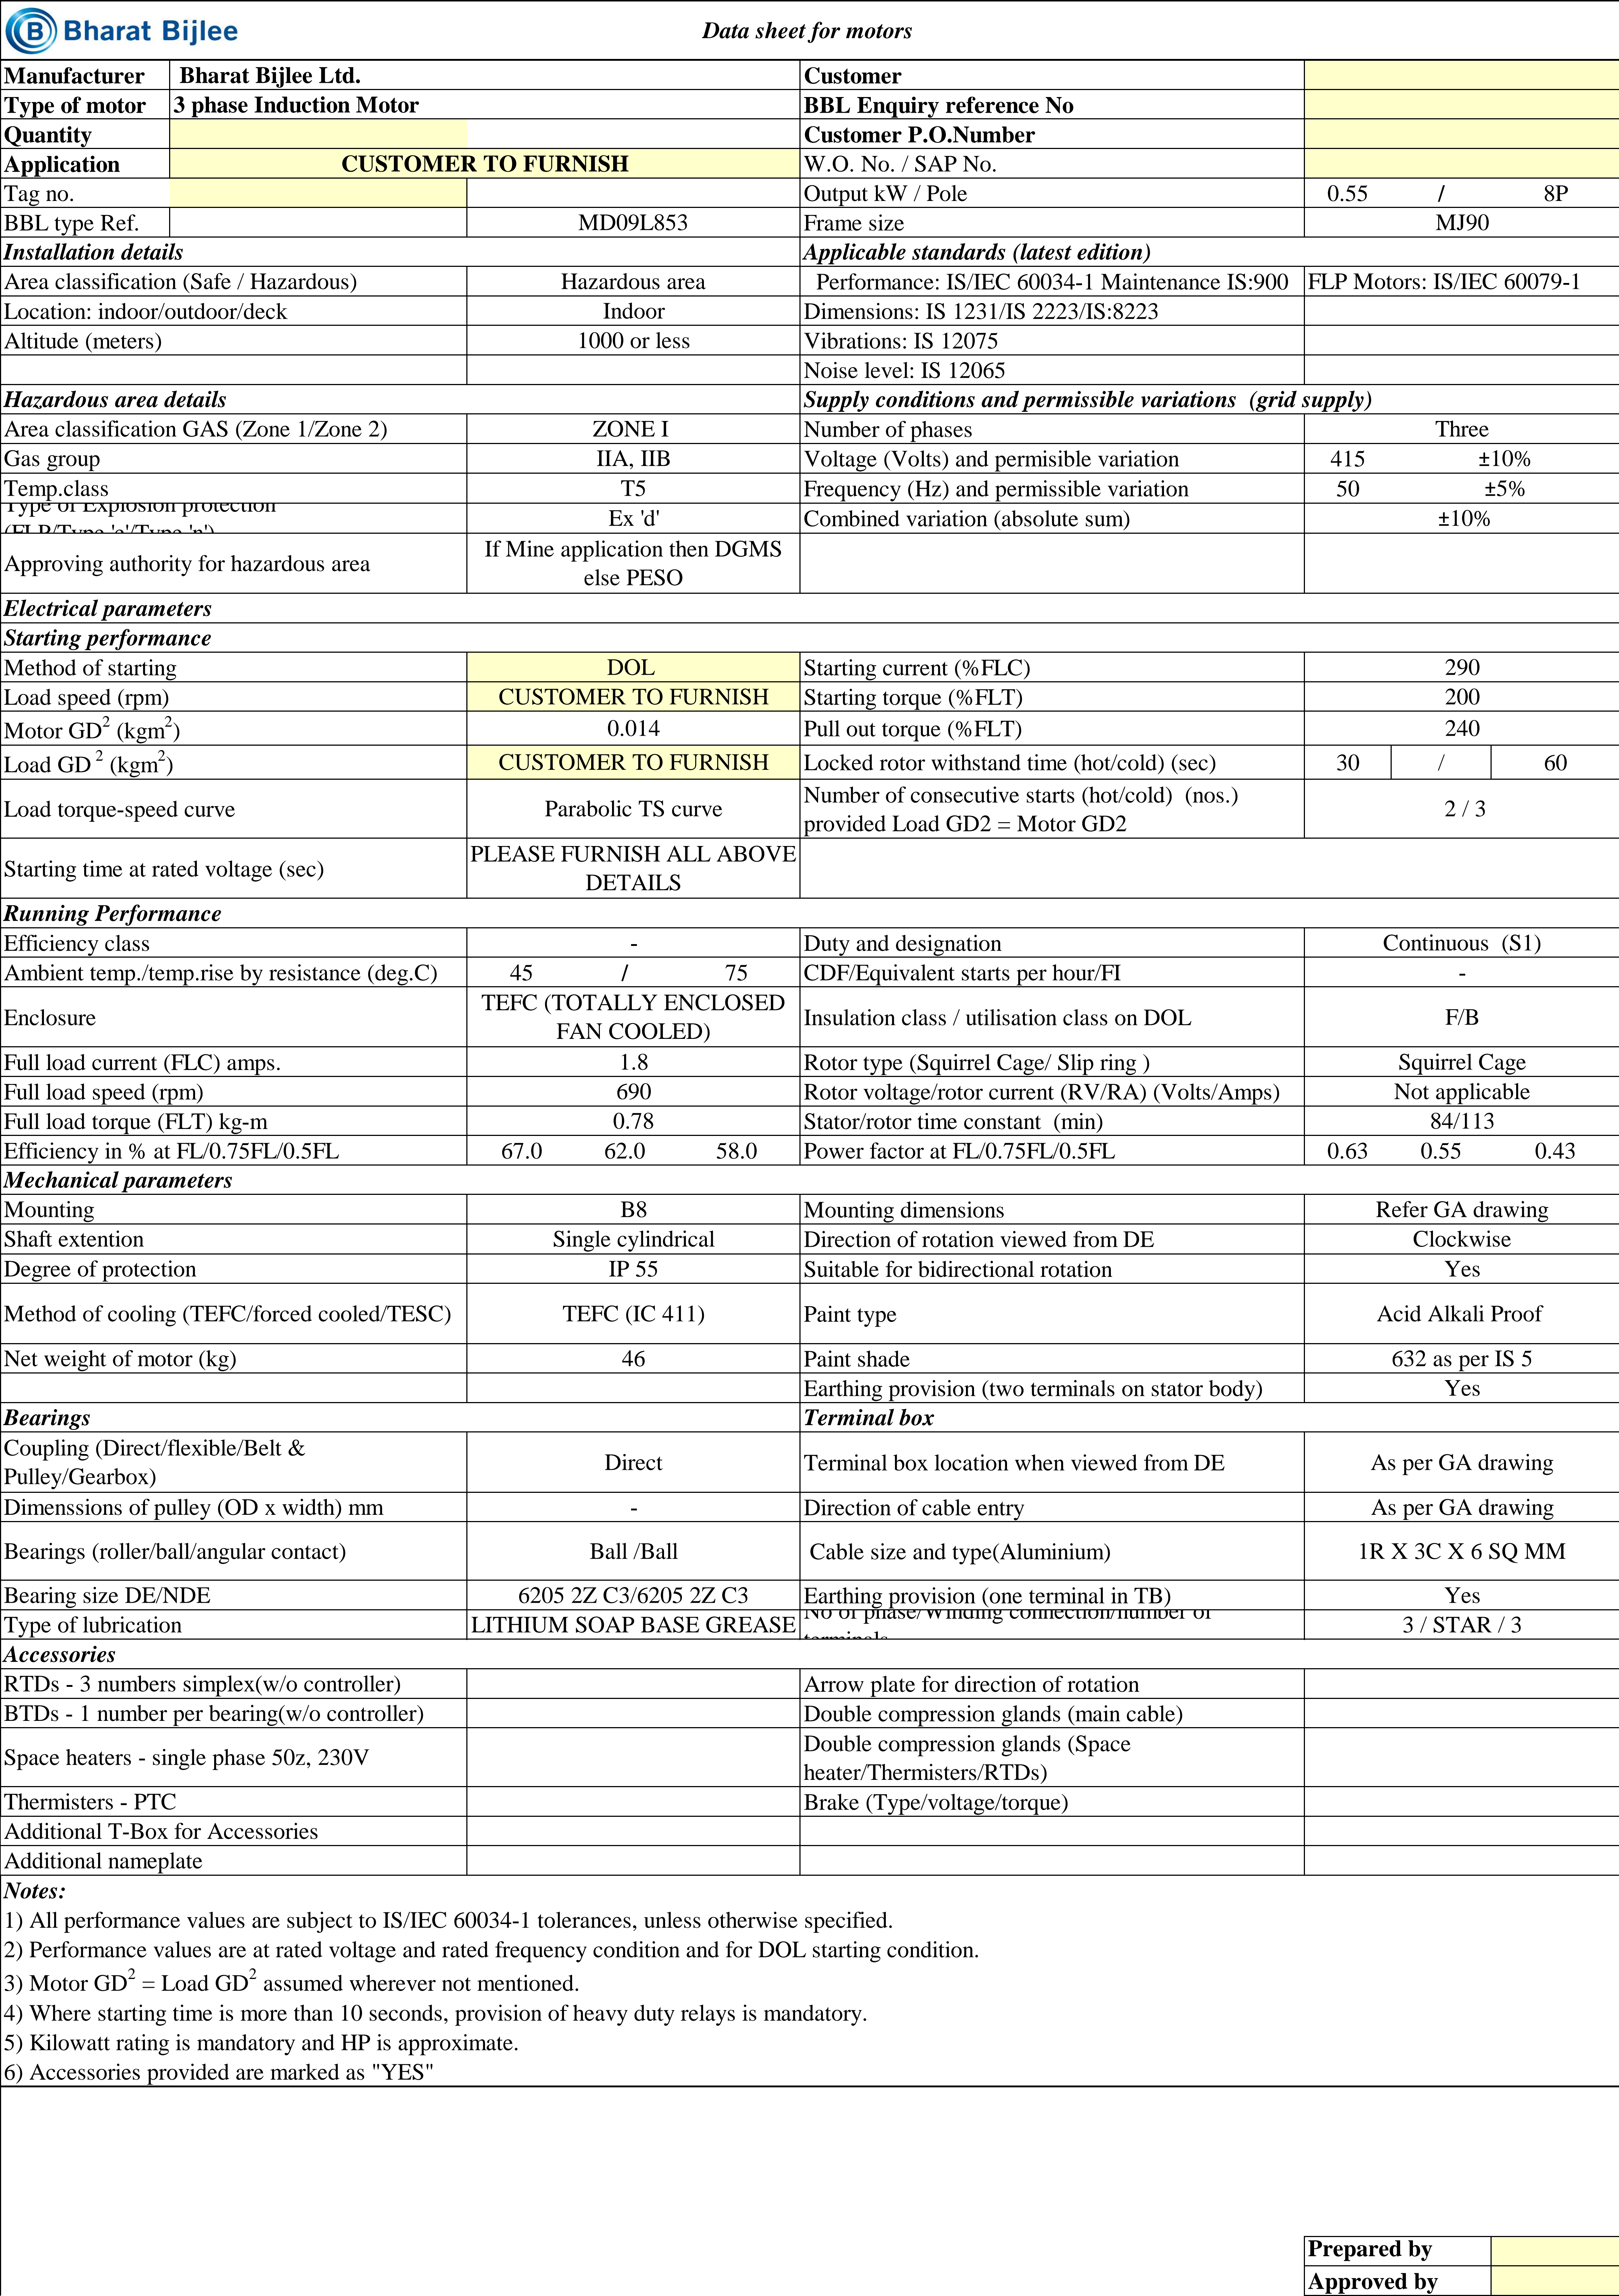 B Bharat Bijlee
Data sheet for motors
Manufacturer Bharat Bijlee Ltd. Customer
Type of motor 3 phase Induction Motor BBL Enquiry reference No
Quantity Customer P.O.Number
Application CUSTOMER TO FURNISH W.O. No. / SAP No.
Tag no. Output kW / Pole 0.55 / 8P
BBL type Ref. MD09L853 Frame size MJ90
Installation details Applicable standards (latest edition)
Area classification (Safe / Hazardous) Hazardous area Performance: IS/IEC 60034-1 Maintenance IS:900 FLP Motors: IS/IEC 60079-1
Location: indoor/outdoor/deck Indoor Dimensions: IS 1231/IS 2223/IS:8223
Altitude (meters) 1000 or less Vibrations: IS 12075
Noise level: IS 12065
Hazardous area details Supply conditions and permissible variations (grid supply)
Area classification GAS (Zone 1/Zone 2) ZONE I Number of phases Three
Gas group IIA, IIB Voltage (Volts) and permisible variation 415 ±10%
Temp.class T5 Frequency (Hz) and permissible variation 50 ±5%
Type of Explosion protection
(FLP/Type 'e'/Type 'n') Ex 'd' Combined variation (absolute sum) ±10%
Approving authority for hazardous area If Mine application then DGMS
else PESO
Electrical parameters
Starting performance
Method of starting DOL Starting current (%FLC) 290
Load speed (rpm) CUSTOMER TO FURNISH Starting torque (%FLT) 200
Motor GD2 (kgm2) 0.014 Pull out torque (%FLT) 240
Load GD 2 (kgm2) CUSTOMER TO FURNISH Locked rotor withstand time (hot/cold) (sec) 30 / 60
Load torque-speed curve Parabolic TS curve Number of consecutive starts (hot/cold) (nos.)
provided Load GD2 = Motor GD2 2 / 3
Starting time at rated voltage (sec) PLEASE FURNISH ALL ABOVE
DETAILS
Running Performance
Efficiency class - Duty and designation Continuous (S1)
Ambient temp./temp.rise by resistance (deg.C) 45 / 75 CDF/Equivalent starts per hour/FI -
Enclosure TEFC (TOTALLY ENCLOSED
FAN COOLED) Insulation class / utilisation class on DOL F/B
Full load current (FLC) amps. 1.8 Rotor type (Squirrel Cage/ Slip ring ) Squirrel Cage
Full load speed (rpm) 690 Rotor voltage/rotor current (RV/RA) (Volts/Amps) Not applicable
Full load torque (FLT) kg-m 0.78 Stator/rotor time constant (min) 84/113
Efficiency in % at FL/0.75FL/0.5FL 67.0 62.0 58.0 Power factor at FL/0.75FL/0.5FL 0.63 0.55 0.43
Mechanical parameters
Mounting B8 Mounting dimensions Refer GA drawing
Shaft extention Single cylindrical Direction of rotation viewed from DE Clockwise
Degree of protection IP 55 Suitable for bidirectional rotation Yes
Method of cooling (TEFC/forced cooled/TESC) TEFC (IC 411) Paint type Acid Alkali Proof
Net weight of motor (kg) 46 Paint shade 632 as per IS 5
Earthing provision (two terminals on stator body) Yes
Bearings Terminal box
Coupling (Direct/flexible/Belt &
Pulley/Gearbox) Direct Terminal box location when viewed from DE As per GA drawing
Dimenssions of pulley (OD x width) mm - Direction of cable entry As per GA drawing
Bearings (roller/ball/angular contact) Ball /Ball Cable size and type(Aluminium) 1R X 3C X 6 SQ MM
Bearing size DE/NDE 6205 2Z C3/6205 2Z C3 Earthing provision (one terminal in TB) Yes
Type of lubrication LITHIUM SOAP BASE GREASE No of phase/Winding connection/number of
terminals 3 / STAR / 3
Accessories
RTDs - 3 numbers simplex(w/o controller) Arrow plate for direction of rotation
BTDs - 1 number per bearing(w/o controller) Double compression glands (main cable)
Space heaters - single phase 50z, 230V Double compression glands (Space
heater/Thermisters/RTDs)
Thermisters - PTC Brake (Type/voltage/torque)
Additional T-Box for Accessories
Additional nameplate
Notes:
1) All performance values are subject to IS/IEC 60034-1 tolerances, unless otherwise specified.
2) Performance values are at rated voltage and rated frequency condition and for DOL starting condition.
3) Motor GD2 = Load GD2 assumed wherever not mentioned.
4) Where starting time is more than 10 seconds, provision of heavy duty relays is mandatory.
5) Kilowatt rating is mandatory and HP is approximate.
6) Accessories provided are marked as "YES"
Prepared by
Approved by